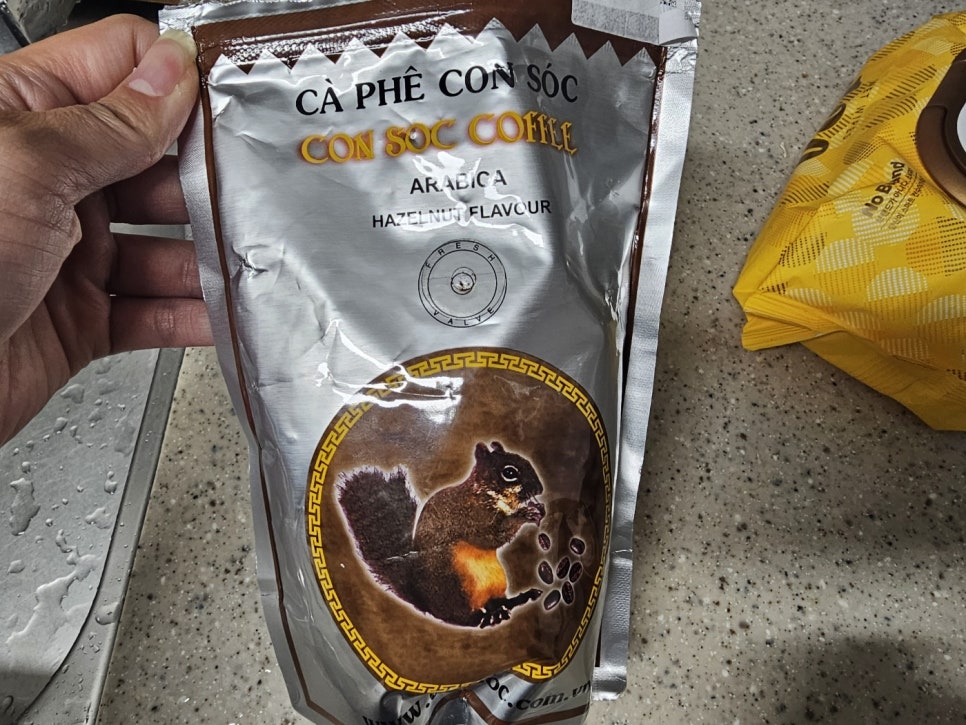 CÀ PHÊ CON SÓC
CON SOC COFFEE
ARABICA
HAZELNUT FLAVOUR
FRESH
VALVE
No Brand